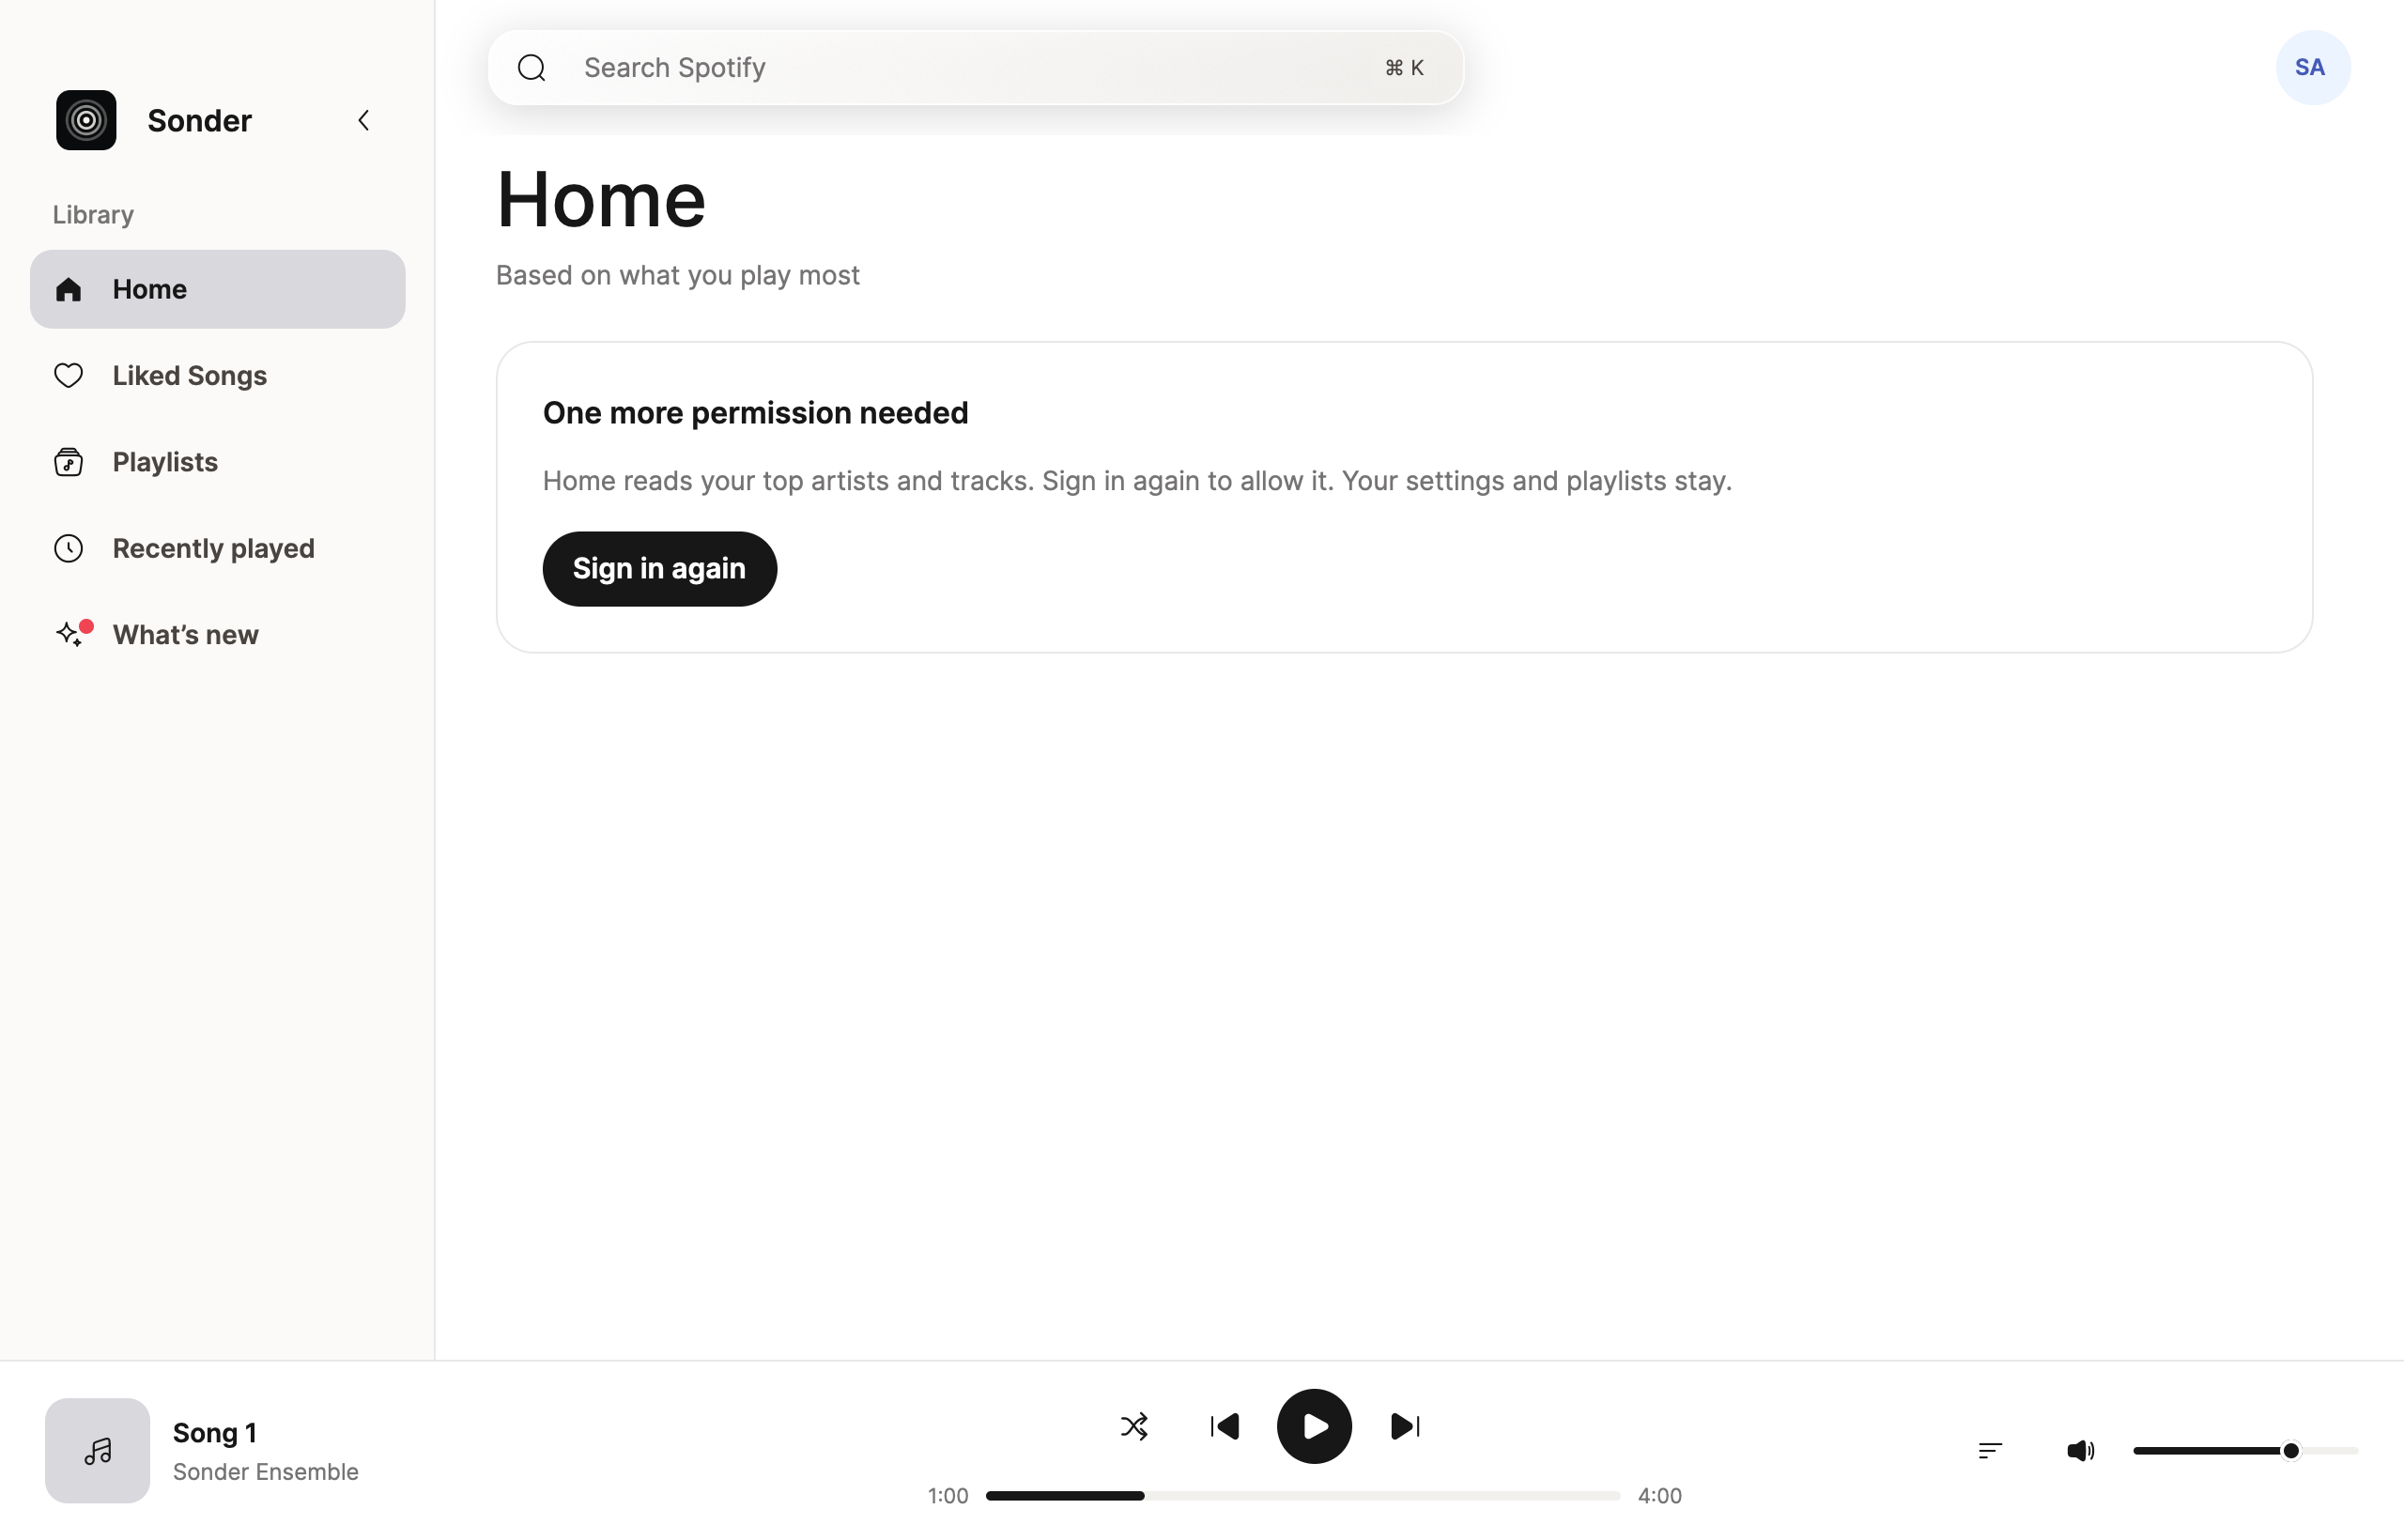 Search Spotify
⌘ K
SA
Sonder
Library
Home
Liked Songs
Playlists
Recently played
What’s new
Home
Based on what you play most
One more permission needed
Home reads your top artists and tracks. Sign in again to allow it. Your settings and playlists stay.
Sign in again
Song 1
Sonder Ensemble
1:00
4:00